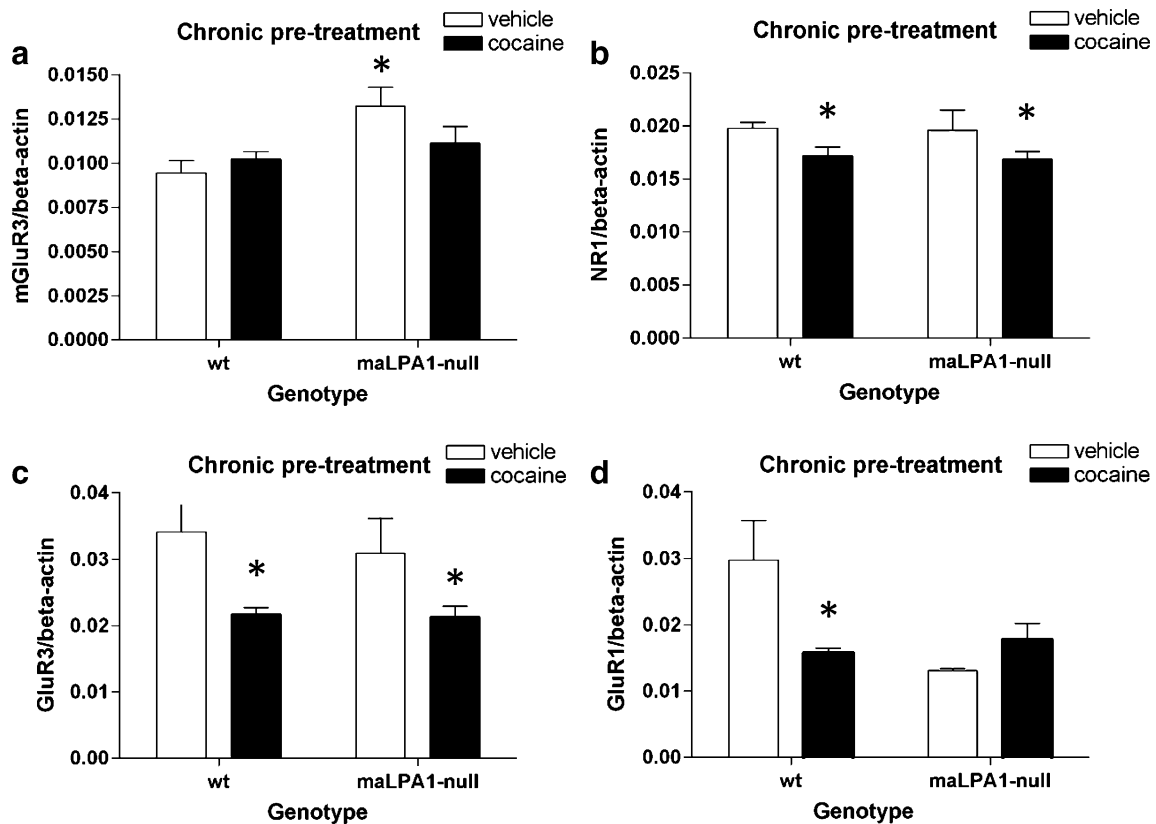 a
Chronic pre-treatment
vehicle
cocaine
mGluR3/beta-actin
0.0150
0.0125
0.0100
0.0075
0.0050
0.0025
0.0000
*
wt
maLPA1-null
Genotype
b
Chronic pre-treatment
vehicle
cocaine
NR1/beta-actin
0.025
0.020
0.015
0.010
0.005
0.000
*
*
wt
maLPA1-null
Genotype
c
Chronic pre-treatment
vehicle
cocaine
GluR3/beta-actin
0.04
0.03
0.02
0.01
0.00
*
*
wt
maLPA1-null
Genotype
d
Chronic pre-treatment
vehicle
cocaine
GluR1/beta-actin
0.04
0.03
0.02
0.01
0.00
*
wt
maLPA1-null
Genotype